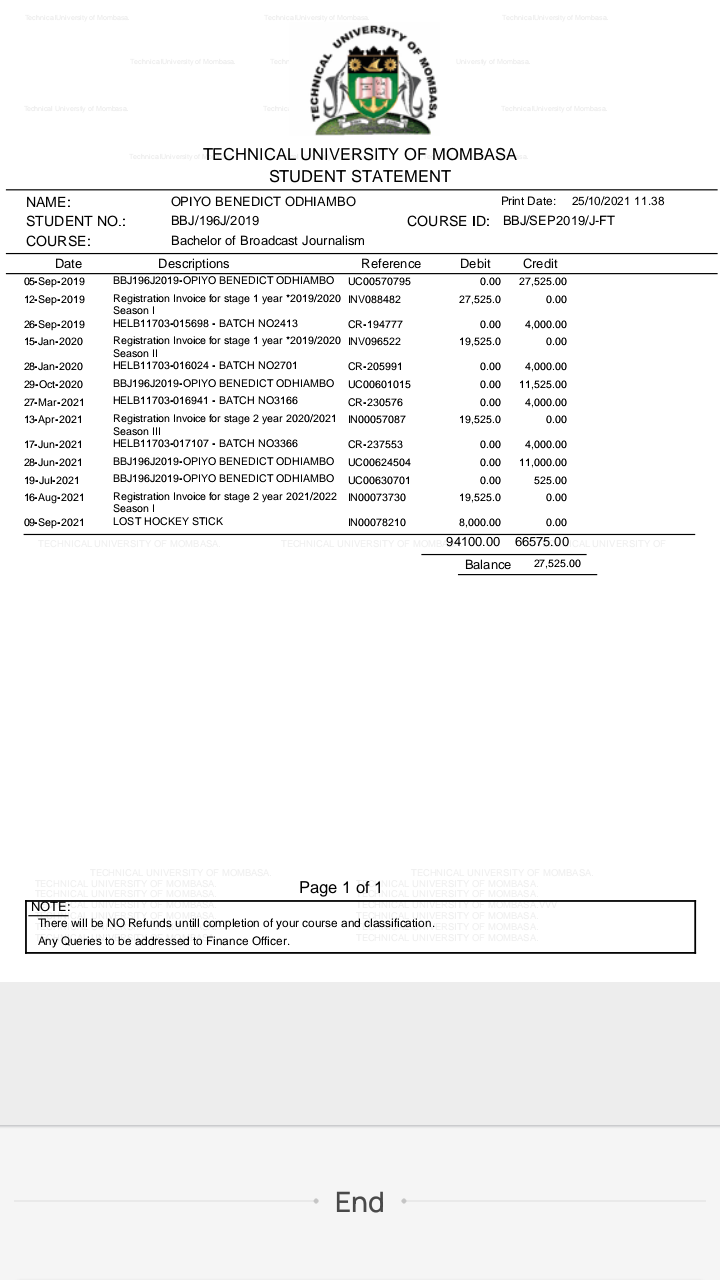 TECHNICAL UNIVERSITY OF MOMBASA
TECHNICAL UNIVERSITY OF MOMBASA
STUDENT STATEMENT
NAME: OPIYO BENEDICT ODHIAMBO Print Date: 25/10/2021 11.38
STUDENT NO.: BBJ/196J/2019 COURSE ID: BBJ/SEP2019/J-FT
COURSE: Bachelor of Broadcast Journalism
Date Descriptions Reference Debit Credit
05-Sep-2019 BBJ196J2019-OPIYO BENEDICT ODHIAMBO UC00570795 0.00 27,525.00
12-Sep-2019 Registration Invoice for stage 1 year *2019/2020 INV088482 27,525.0 0.00
Season I
26-Sep-2019 HELB11703-015698 - BATCH NO2413 CR-194777 0.00 4,000.00
15-Jan-2020 Registration Invoice for stage 1 year *2019/2020 INV096522 19,525.0 0.00
Season II
28-Jan-2020 HELB11703-016024 - BATCH NO2701 CR-205991 0.00 4,000.00
29-Oct-2020 BBJ196J2019-OPIYO BENEDICT ODHIAMBO UC00601015 0.00 11,525.00
27-Mar-2021 HELB11703-016941 - BATCH NO3166 CR-230576 0.00 4,000.00
13-Apr-2021 Registration Invoice for stage 2 year 2020/2021 IN00057087 19,525.0 0.00
Season III
17-Jun-2021 HELB11703-017107 - BATCH NO3366 CR-237553 0.00 4,000.00
28-Jun-2021 BBJ196J2019-OPIYO BENEDICT ODHIAMBO UC00624504 0.00 11,000.00
19-Jul-2021 BBJ196J2019-OPIYO BENEDICT ODHIAMBO UC00630701 0.00 525.00
16-Aug-2021 Registration Invoice for stage 2 year 2021/2022 IN00073730 19,525.0 0.00
Season I
09-Sep-2021 LOST HOCKEY STICK IN00078210 8,000.00 0.00
94100.00 66575.00
Balance 27,525.00
Page 1 of 1
NOTE:
There will be NO Refunds untill completion of your course and classification.
Any Queries to be addressed to Finance Officer.
End